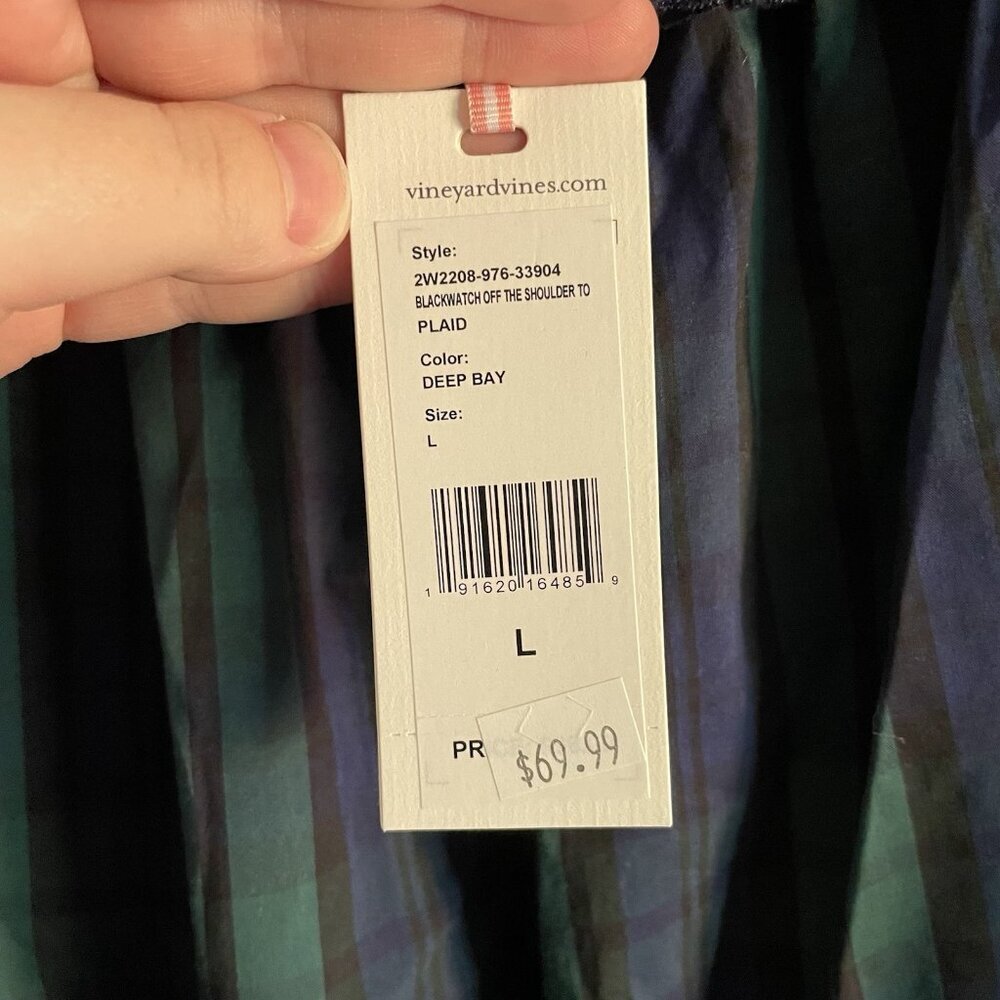 vineyardvines.com
Style:
2W2208-976-33904
BLACKWATCH OFF THE SHOULDER TO
PLAID
Color:
DEEP BAY
Size:
L
1 91620 16485 9
L
PR
$69.99